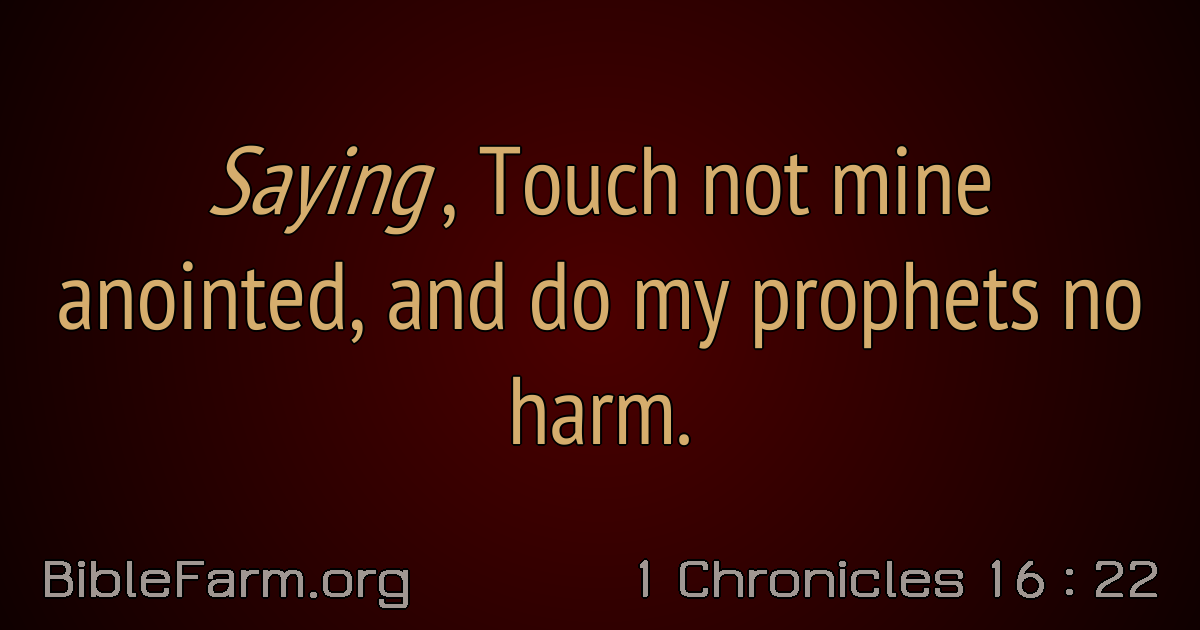 Saying, Touch not mine
anointed, and do my prophets no
harm.
BibleFarm.org
1 Chronicles 16 : 22